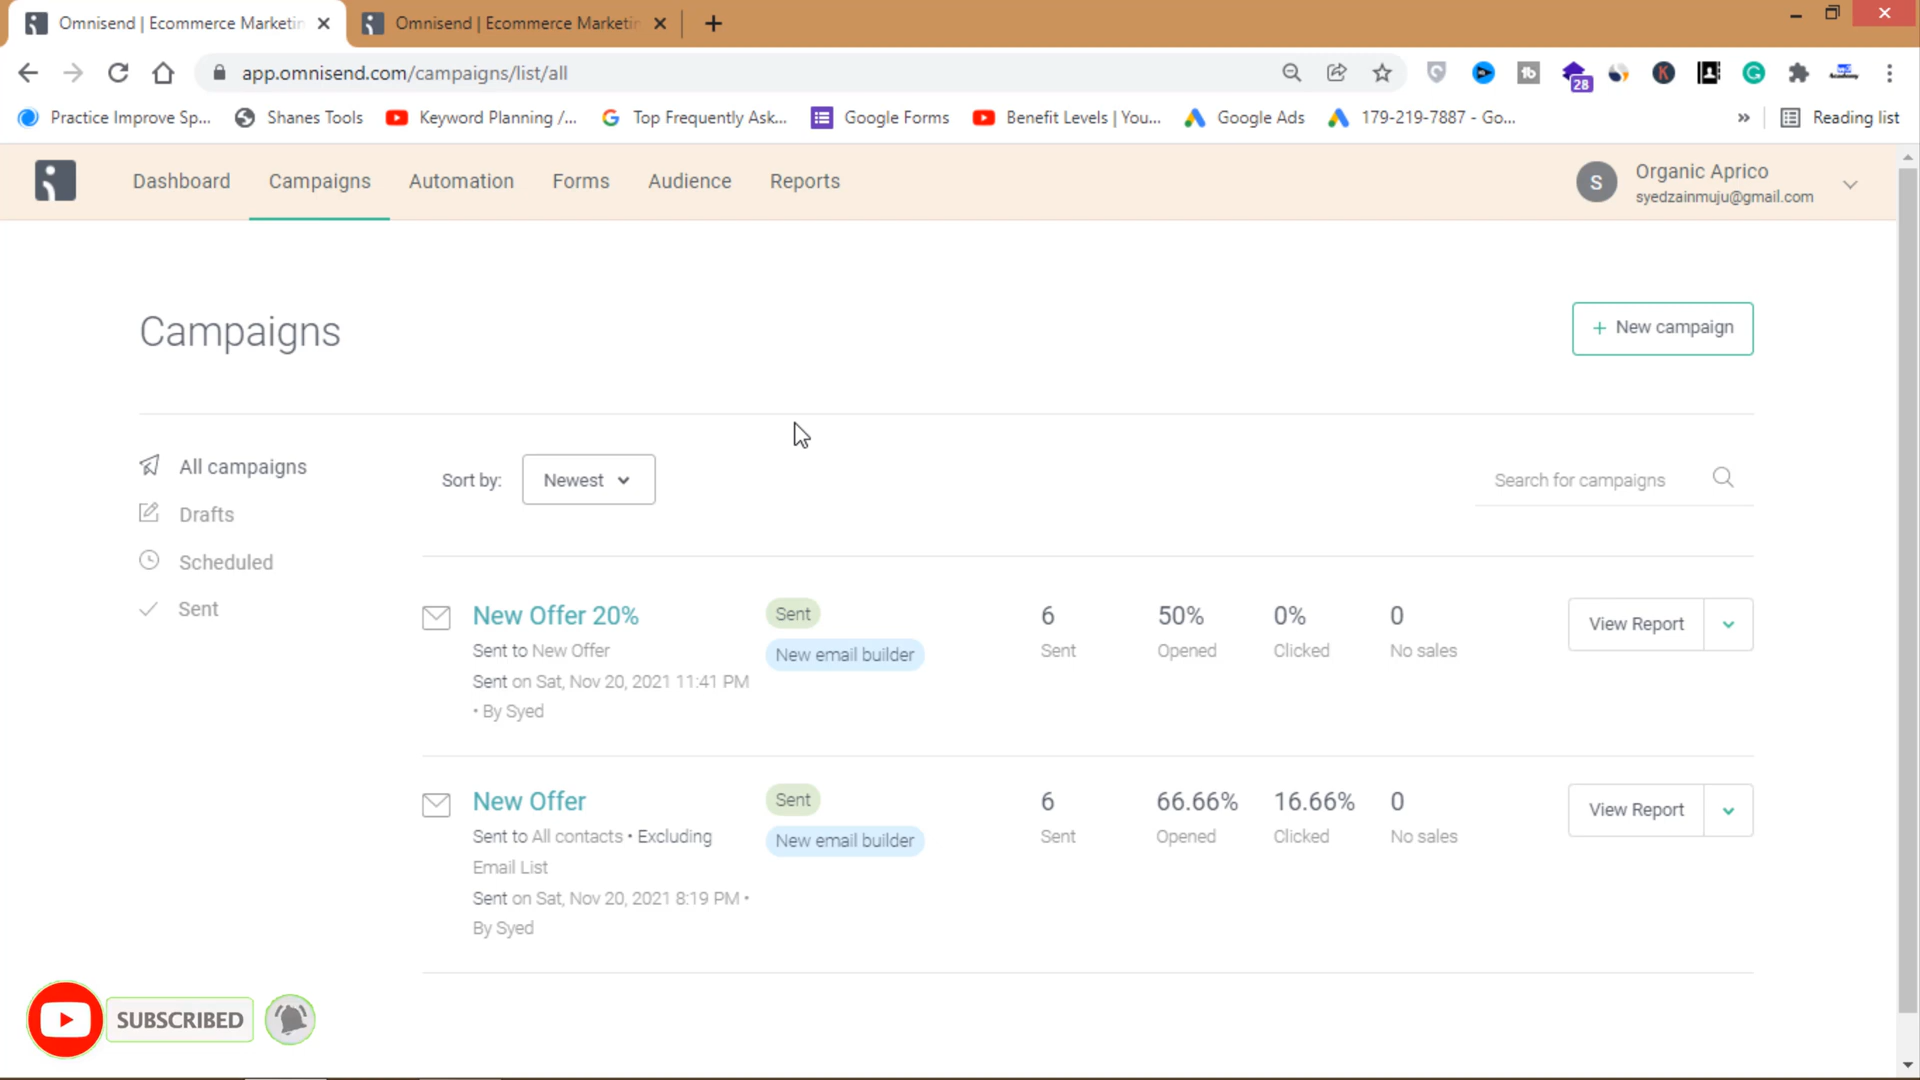 Omnisend | Ecommerce Marketin
Omnisend | Ecommerce Marketin
app.omnisend.com/campaigns/list/all
28
Practice Improve Sp...
Shanes Tools
Keyword Planning /...
Top Frequently Ask...
Google Forms
Benefit Levels | You...
Google Ads
179-219-7887 - Go...
»
Reading list
Dashboard
Campaigns
Automation
Forms
Audience
Reports
S
Organic Aprico
syedzainmuju@gmail.com
Campaigns
+ New campaign
All campaigns
Drafts
Scheduled
Sent
Sort by:
Newest
Search for campaigns
New Offer 20%
Sent to New Offer
Sent on Sat, Nov 20, 2021 11:41 PM
• By Syed
Sent
New email builder
6
Sent
50%
Opened
0%
Clicked
0
No sales
View Report
New Offer
Sent to All contacts • Excluding
Email List
Sent on Sat, Nov 20, 2021 8:19 PM •
By Syed
Sent
New email builder
6
Sent
66.66%
Opened
16.66%
Clicked
0
No sales
View Report
SUBSCRIBED